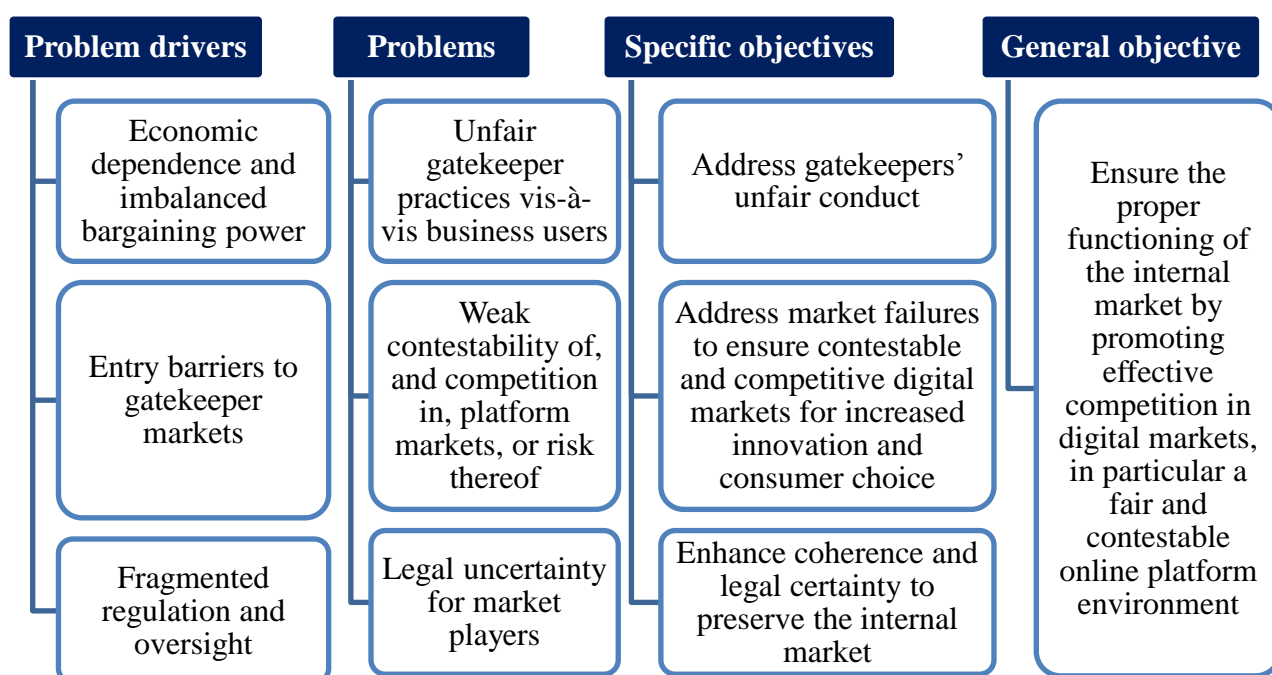 Problem drivers
Economic
dependence and
imbalanced
bargaining power
Entry barriers to
gatekeeper
markets
Fragmented
regulation and
oversight
Problems
Unfair
gatekeeper
practices vis-à-
vis business users
Weak
contestability of,
and competition
in, platform
markets, or risk
thereof
Legal uncertainty
for market
players
Specific objectives
Address gatekeepers’
unfair conduct
Address market failures
to ensure contestable
and competitive digital
markets for increased
innovation and
consumer choice
Enhance coherence and
legal certainty to
preserve the internal
market
General objective
Ensure the
proper
functioning of
the internal
market by
promoting
effective
competition in
digital markets,
in particular a
fair and
contestable
online platform
environment